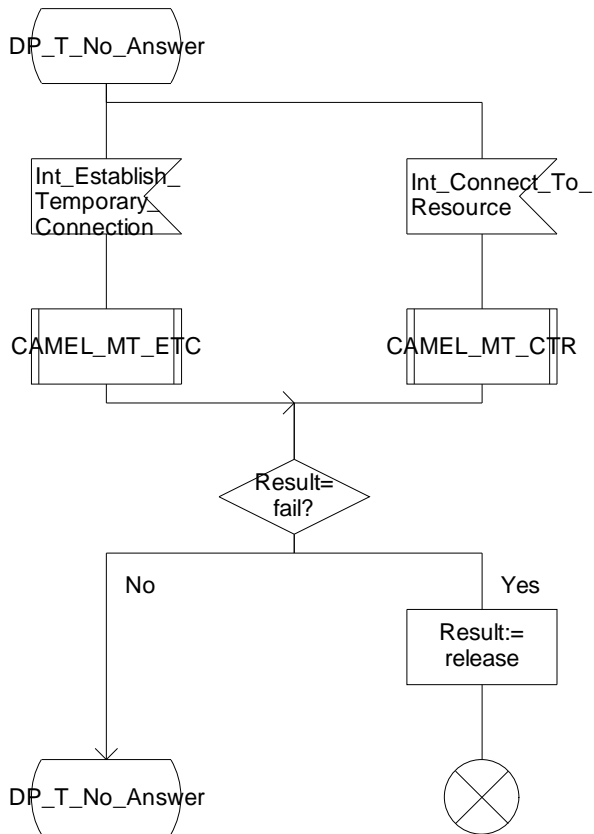 DP_T_No_Answer
Int_Establish_
Temporary_
Connection
Int_Connect_To_
Resource
CAMEL_MT_ETC
CAMEL_MT_CTR
Result=
fail?
No
Yes
Result:=
release
DP_T_No_Answer